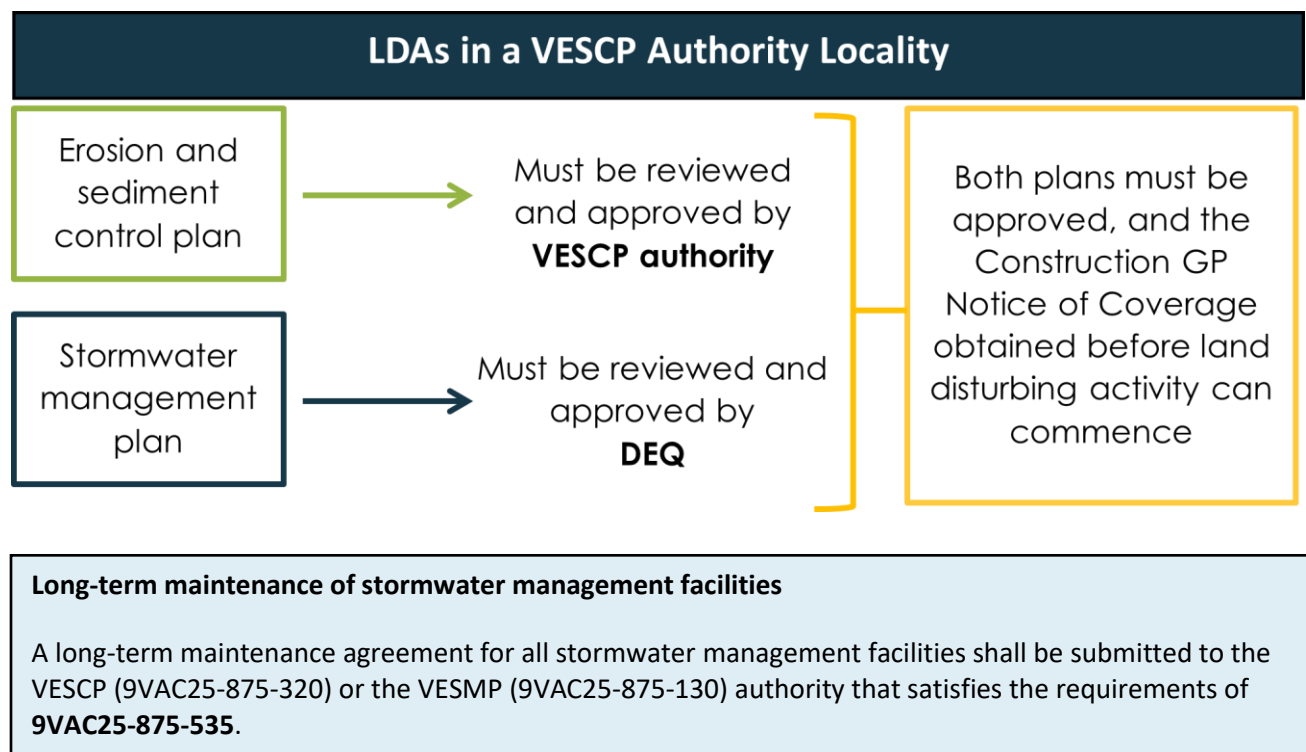 LDAs in a VESCP Authority Locality
Erosion and
sediment
control plan
Must be reviewed
and approved by
VESCP authority
Stormwater
management
plan
Must be reviewed and
approved by
DEQ
Both plans must be
approved, and the
Construction GP
Notice of Coverage
obtained before land
disturbing activity can
commence
Long-term maintenance of stormwater management facilities
A long-term maintenance agreement for all stormwater management facilities shall be submitted to the
VESCP (9VAC25-875-320) or the VESMP (9VAC25-875-130) authority that satisfies the requirements of
9VAC25-875-535.